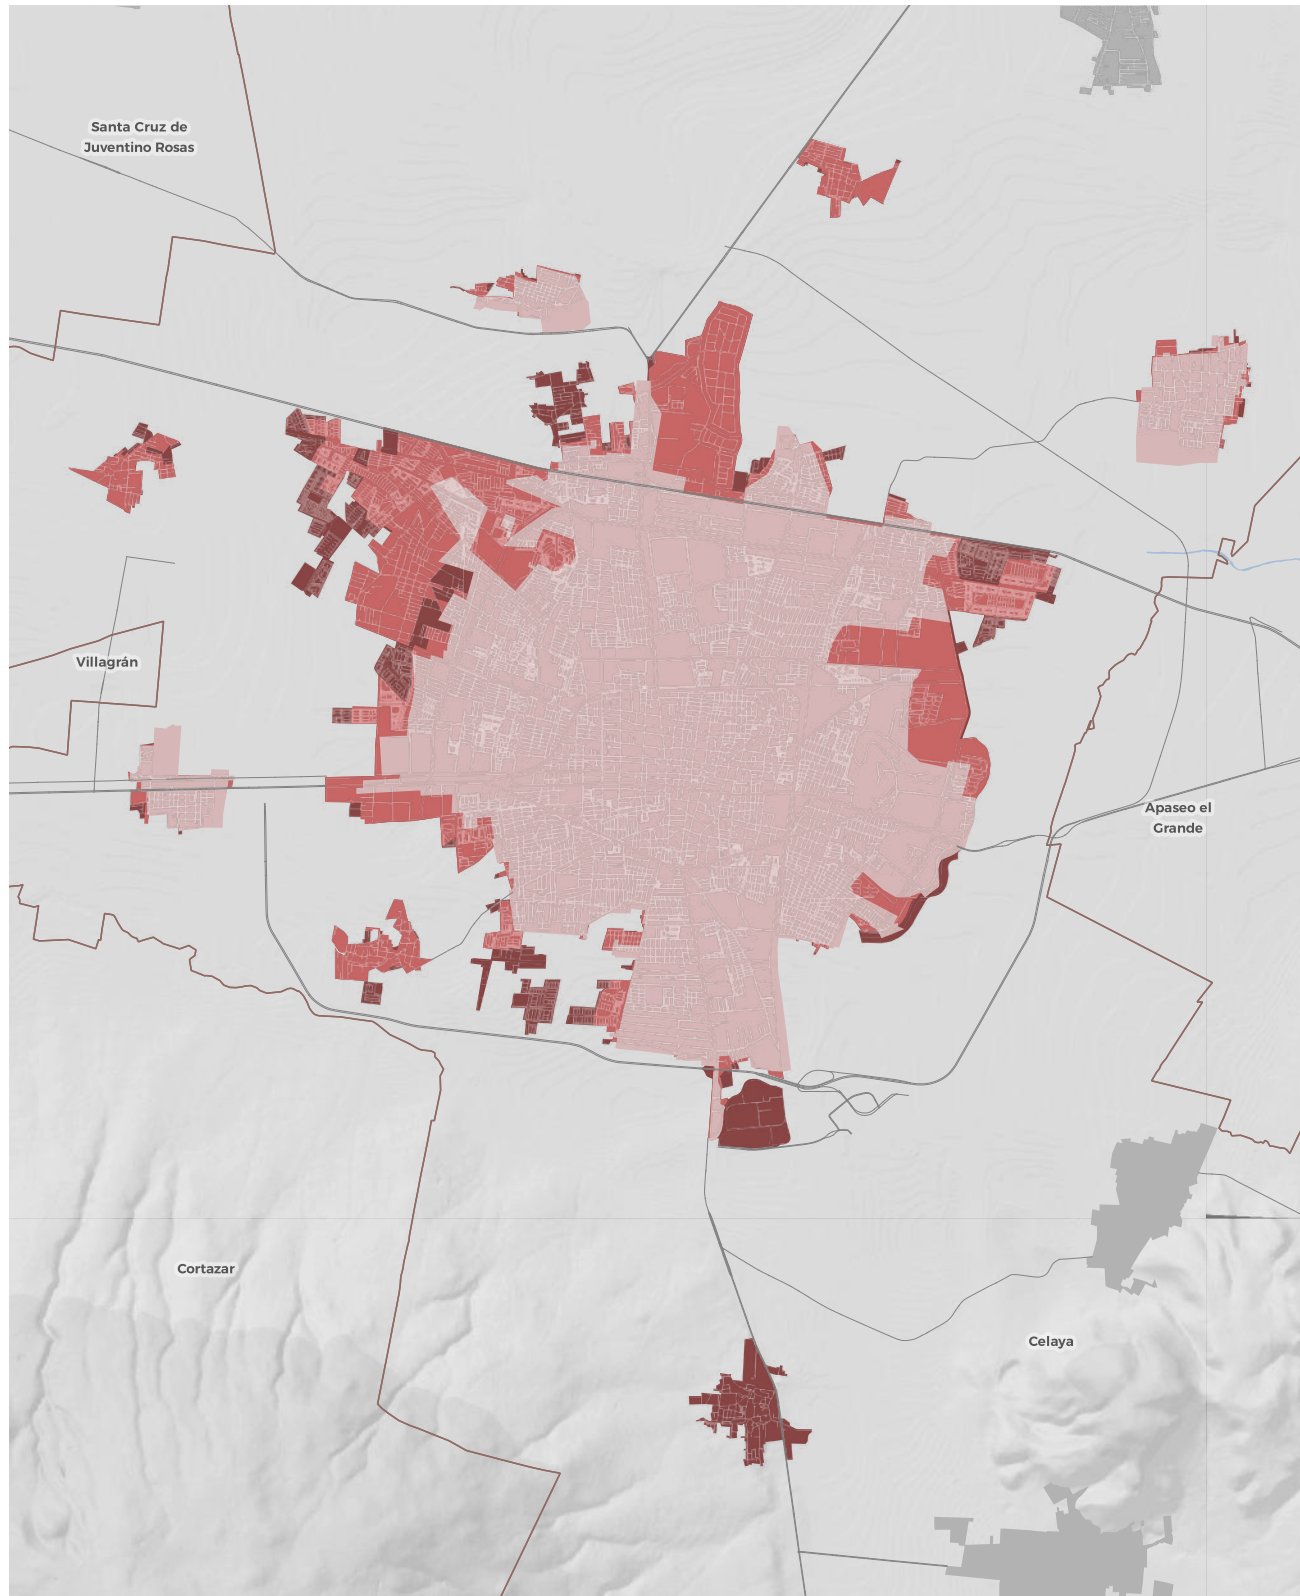 Santa Cruz de
Juventino Rosas
Villagrán
Apaseo el
Grande
Cortazar
Celaya